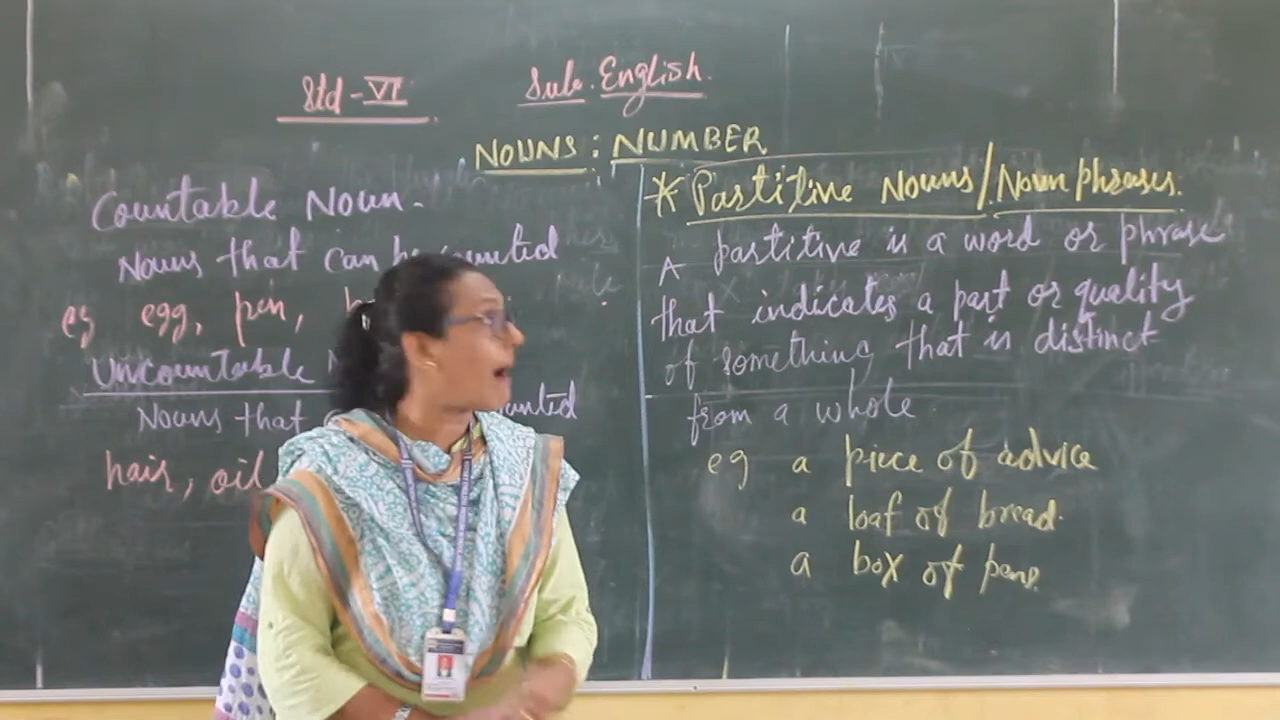 Std - VI
Sub. English.
NOUNS : NUMBER
Countable Noun -
Nouns that can be counted
eg egg, pen,
Uncountable
Nouns that
hair, oil
* Partitive Nouns / Noun phrases.
A partitive is a word or phrase
that indicates a part or quality
of something that is distinct
from a whole.
eg a piece of advice
a loaf of bread.
a box of pens.